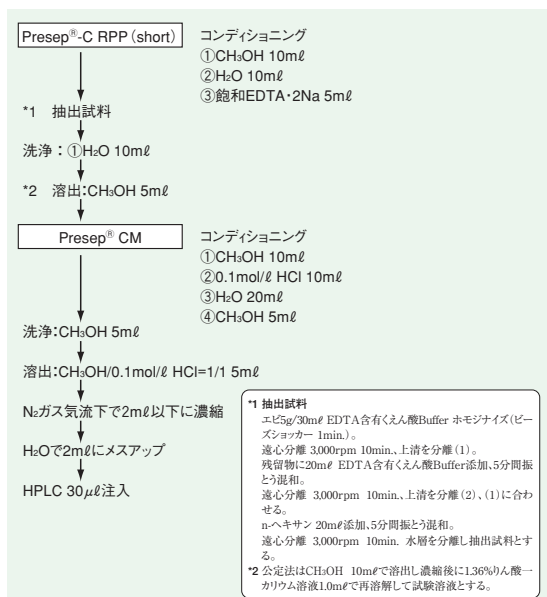 Presep®-C RPP（short）
コンディショニング
①CH₃OH 10mℓ
②H₂O 10mℓ
③飽和EDTA・2Na 5mℓ
*1 抽出試料
洗浄：①H₂O 10mℓ
*2 溶出：CH₃OH 5mℓ
Presep® CM
コンディショニング
①CH₃OH 10mℓ
②0.1mol/ℓ HCl 10mℓ
③H₂O 20mℓ
④CH₃OH 5mℓ
洗浄：CH₃OH 5mℓ
溶出：CH₃OH/0.1mol/ℓ HCl=1/1 5mℓ
N₂ガス気流下で2mℓ以下に濃縮
H₂Oで2mℓにメスアップ
HPLC 30μℓ注入
*1 抽出試料
エビ5g/30mℓ EDTA含有くえん酸Buffer ホモジナイズ（ビー
ズショッカー 1min.）。
遠心分離 3,000rpm 10min.、上清を分離（1）。
残留物に20mℓ EDTA含有くえん酸Buffer添加、5分間振
とう混和。
遠心分離 3,000rpm 10min.、上清を分離（2）、（1）に合わ
せる。
n-ヘキサン 20mℓ添加、5分間振とう混和。
遠心分離 3,000rpm 10min. 水層を分離し抽出試料とす
る。
*2 公定法はCH₃OH 10mℓで溶出し濃縮後に1.36%りん酸一
カリウム溶液1.0mℓで再溶解して試験溶液とする。